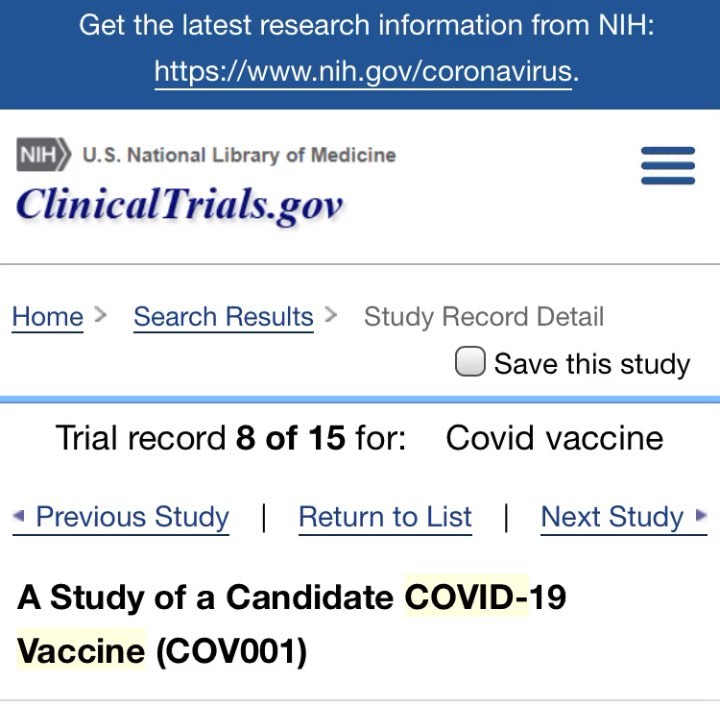 Get the latest research information from NIH:
https://www.nih.gov/coronavirus.
NIH U.S. National Library of Medicine
ClinicalTrials.gov
Home > Search Results > Study Record Detail
Save this study
Trial record 8 of 15 for: Covid vaccine
Previous Study | Return to List | Next Study
A Study of a Candidate COVID-19
Vaccine (COV001)